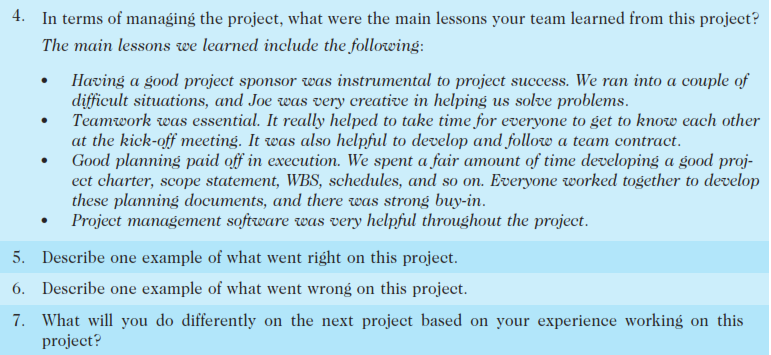 4. In terms of managing the project, what were the main lessons your team learned from this project?
The main lessons we learned include the following:
• Having a good project sponsor was instrumental to project success. We ran into a couple of
difficult situations, and Joe was very creative in helping us solve problems.
• Teamwork was essential. It really helped to take time for everyone to get to know each other
at the kick-off meeting. It was also helpful to develop and follow a team contract.
• Good planning paid off in execution. We spent a fair amount of time developing a good proj-
ect charter, scope statement, WBS, schedules, and so on. Everyone worked together to develop
these planning documents, and there was strong buy-in.
• Project management software was very helpful throughout the project.
5. Describe one example of what went right on this project.
6. Describe one example of what went wrong on this project.
7. What will you do differently on the next project based on your experience working on this
project?